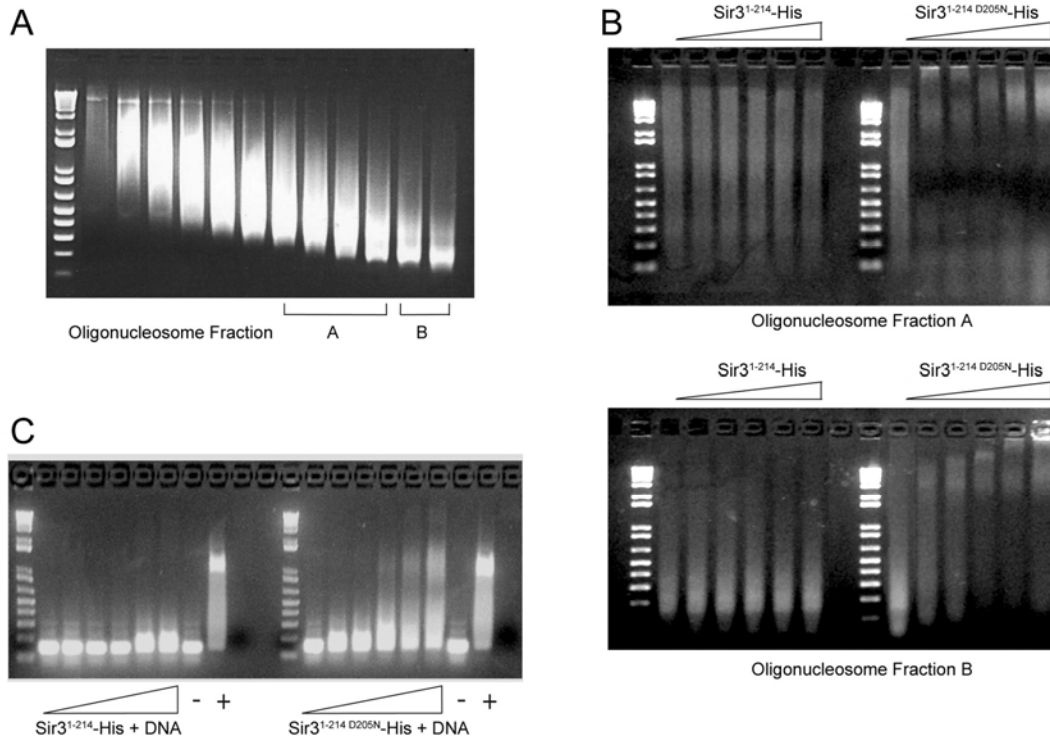 A
Oligonucleosome Fraction A B
B
Sir3¹⁻²¹⁴-His Sir3¹⁻²¹⁴ ᴰ²⁰⁵ᴺ-His
Oligonucleosome Fraction A
Sir3¹⁻²¹⁴-His Sir3¹⁻²¹⁴ ᴰ²⁰⁵ᴺ-His
Oligonucleosome Fraction B
C
- + - +
Sir3¹⁻²¹⁴-His + DNA Sir3¹⁻²¹⁴ ᴰ²⁰⁵ᴺ-His + DNA